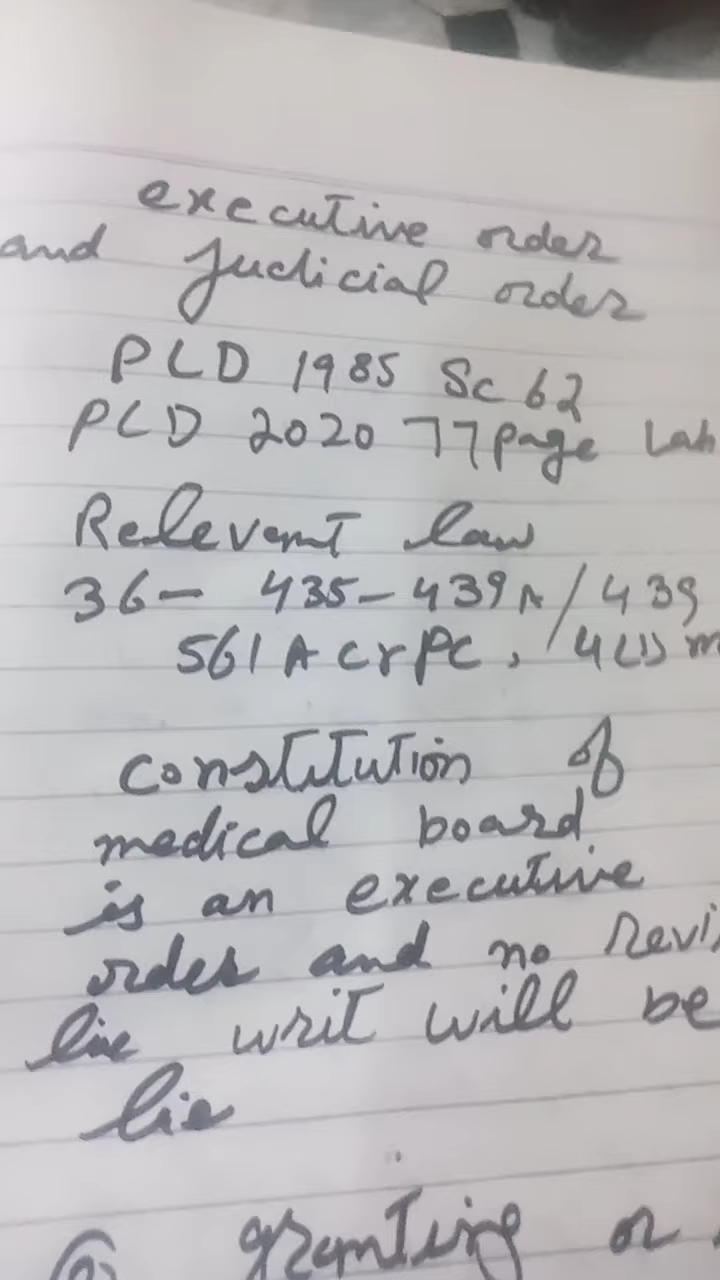 executive order
and judicial order
PLD 1985 Sc 62
PLD 2020 77 page Lah
Relevant law
36- 435-439A/439
561A CrPC,
constitution of
medical board
is an executive
order and no Revi
lie writ will be
lie
granting or